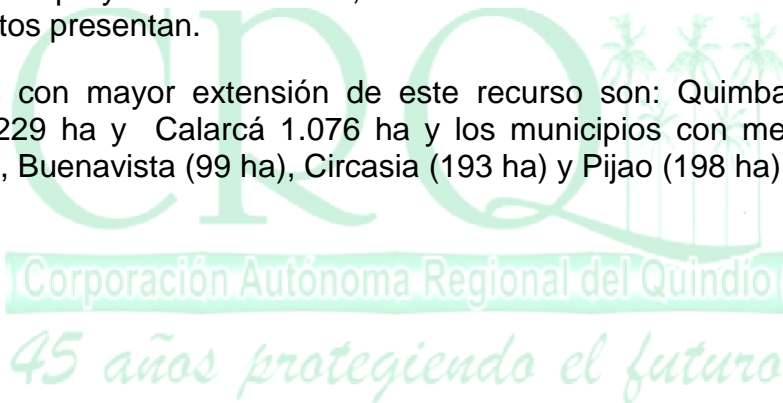 tos presentan.
con mayor extensión de este recurso son:
229 ha y Calarcá 1.076 ha y los municipios con
, Buenavista (99 ha), Circasia (193 ha) y Pijao (198 ha)
CRQ
Corporación Autónoma Regional del Quindío
45 años protegiendo el futuro